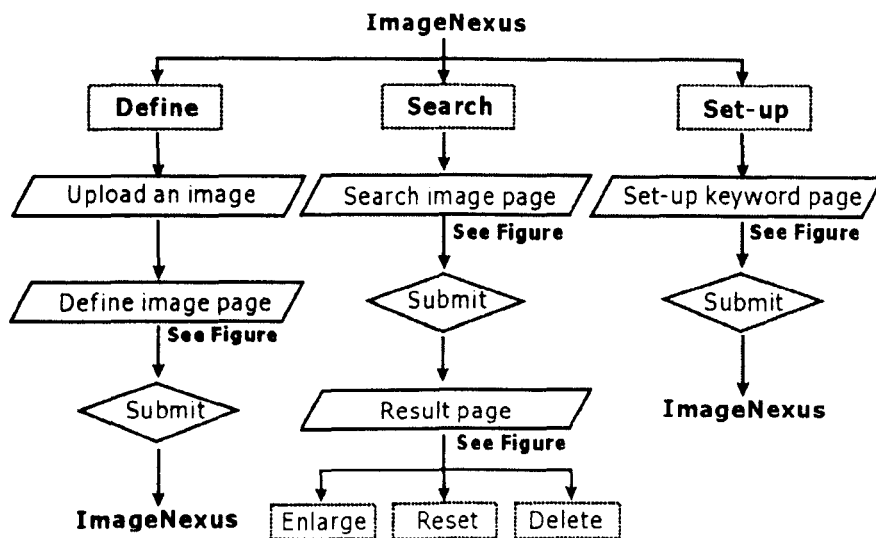 ImageNexus
Define
Search
Set-up
Upload an image
Search image page
Set-up keyword page
See Figure
See Figure
Define image page
Submit
Submit
See Figure
Submit
Result page
ImageNexus
See Figure
ImageNexus
Enlarge
Reset
Delete